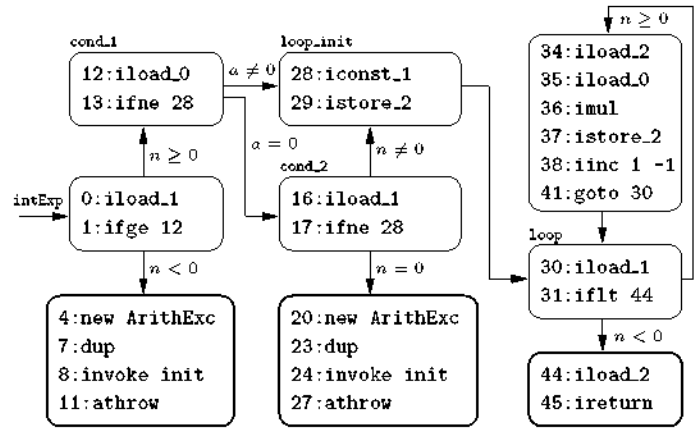 cond_1
12:iload_0
13:ifne 28
a ≠ 0
loop_init
28:iconst_1
29:istore_2
n ≥ 0
34:iload_2
35:iload_0
36:imul
37:istore_2
38:iinc 1 -1
41:goto 30
n ≥ 0
a = 0
n ≠ 0
intExp
0:iload_1
1:ifge 12
cond_2
16:iload_1
17:ifne 28
loop
30:iload_1
31:iflt 44
n < 0
n = 0
n < 0
4:new ArithExc
7:dup
8:invoke init
11:athrow
20:new ArithExc
23:dup
24:invoke init
27:athrow
44:iload_2
45:ireturn